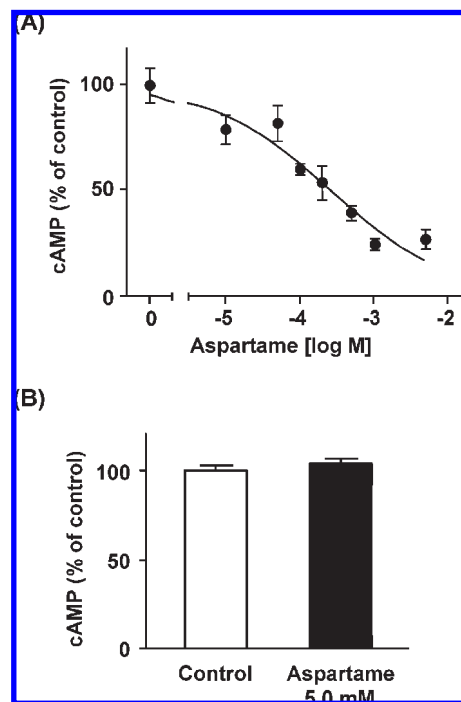 (A)
100
50
0
cAMP (% of control)
0
-5
-4
-3
-2
Aspartame [log M]
(B)
100
50
0
cAMP (% of control)
Control
Aspartame
5.0 mM